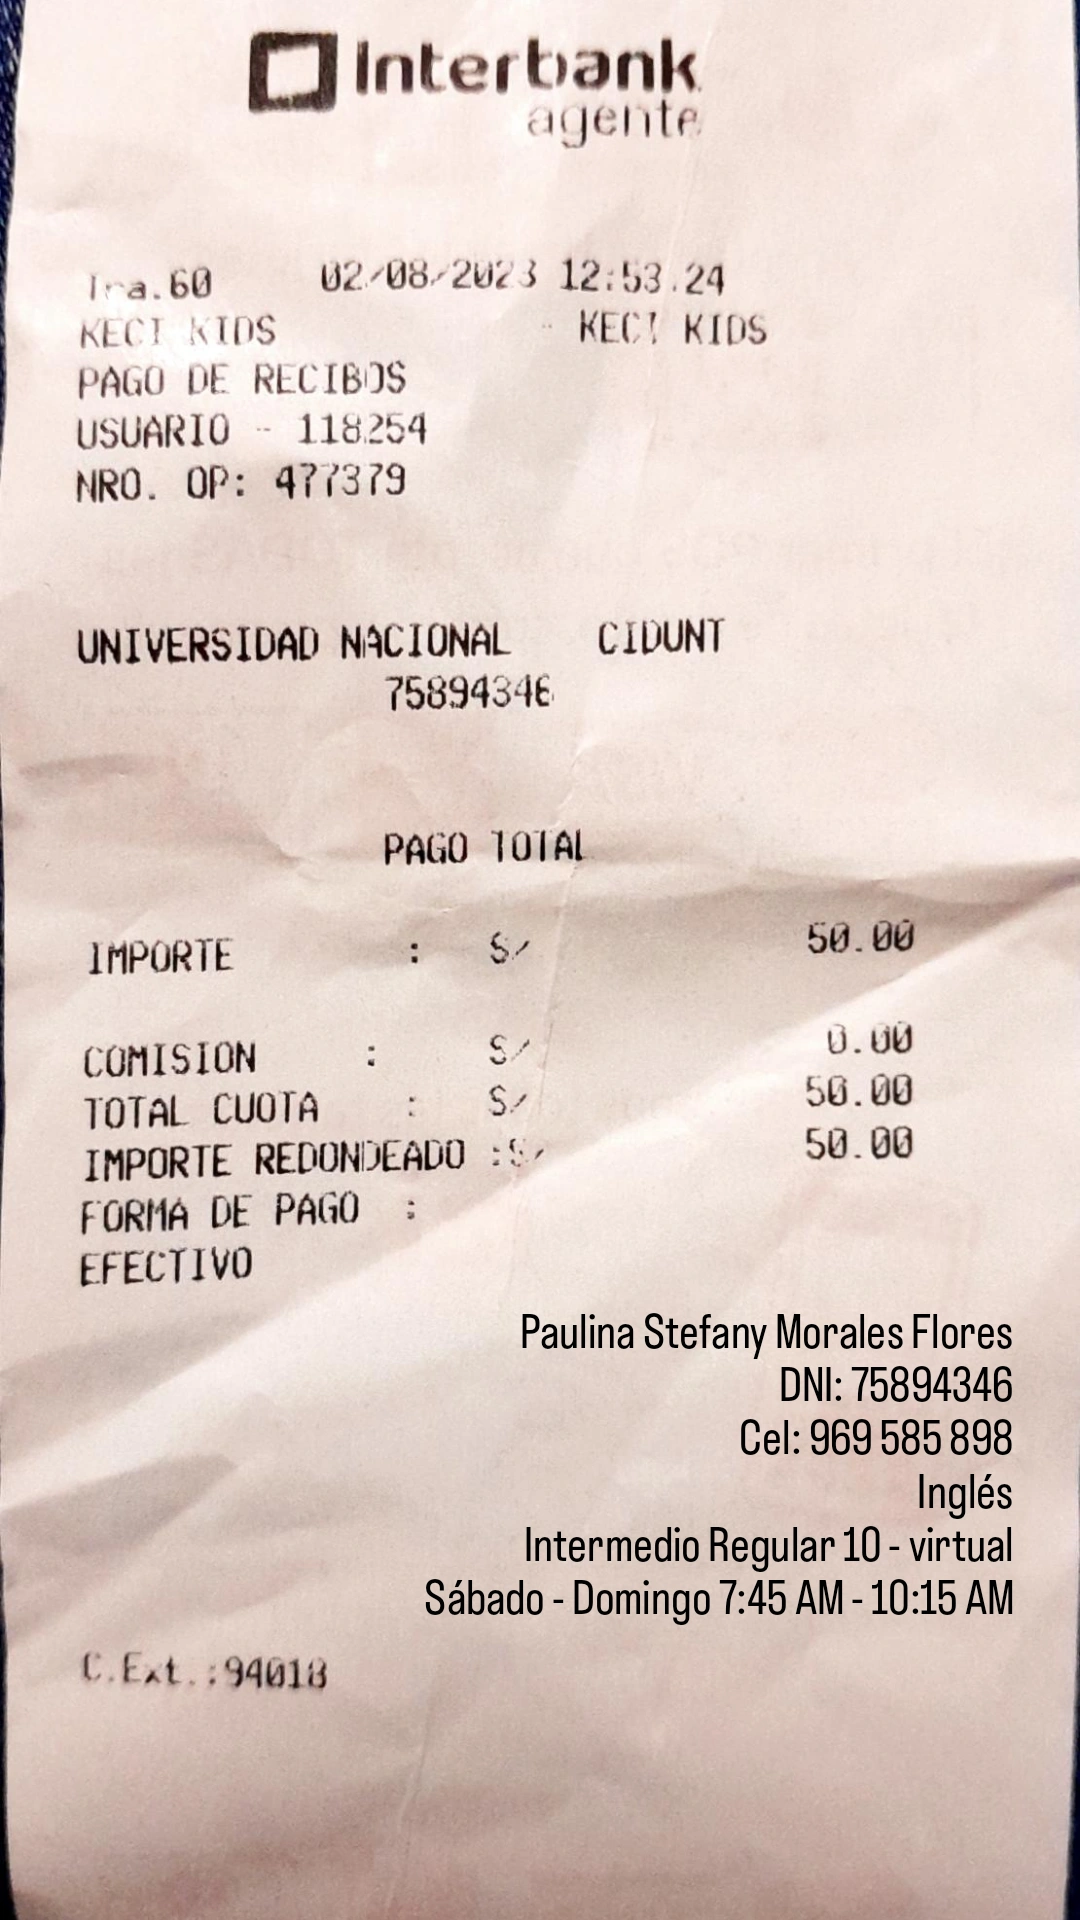 Interbank
agente
Tra.60 02/08/2023 12:53.24
KECI KIDS - KECI KIDS
PAGO DE RECIBOS
USUARIO - 118254
NRO. OP: 477379
UNIVERSIDAD NACIONAL CIDUNT
75894346
PAGO TOTAL
IMPORTE : S/ 50.00
COMISION : S/ 0.00
TOTAL CUOTA : S/ 50.00
IMPORTE REDONDEADO :S/ 50.00
FORMA DE PAGO :
EFECTIVO
Paulina Stefany Morales Flores
DNI: 75894346
Cel: 969 585 898
Inglés
Intermedio Regular 10 - virtual
Sábado - Domingo 7:45 AM - 10:15 AM
C.Ext.:94018